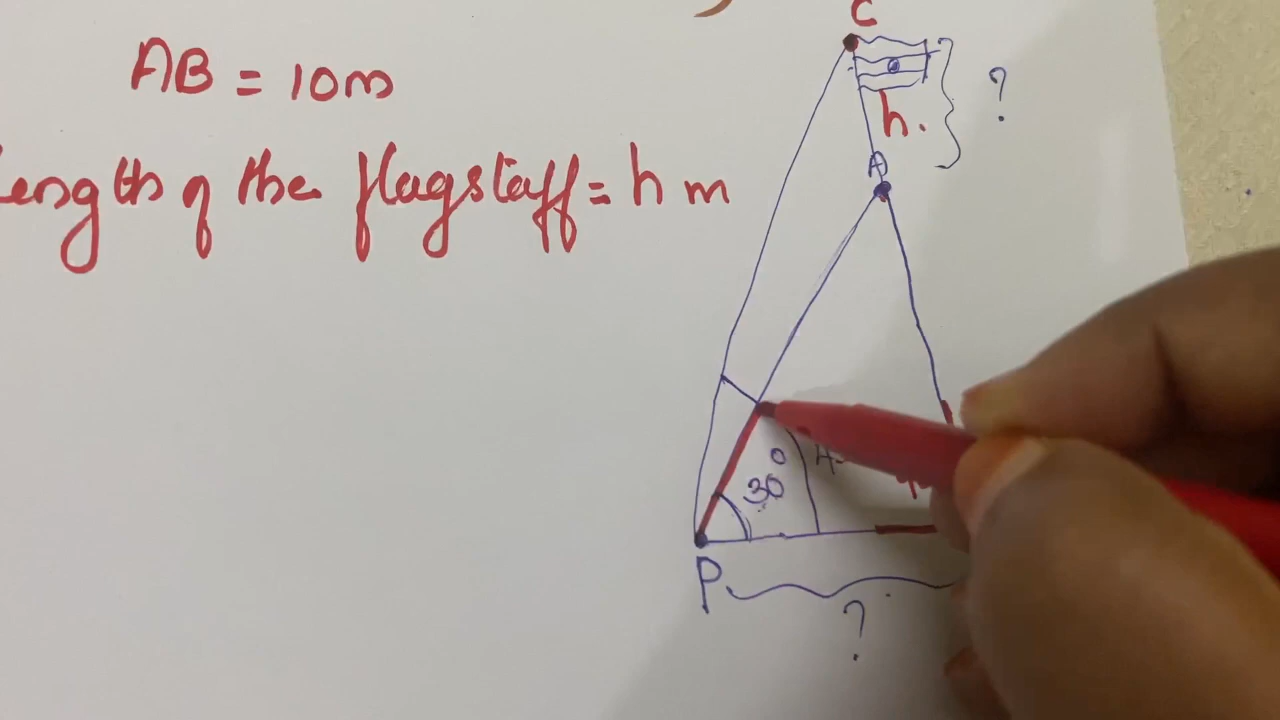 C
AB = 10m
?
h.
A
Length of the flagstaff = h m
30°
P
?